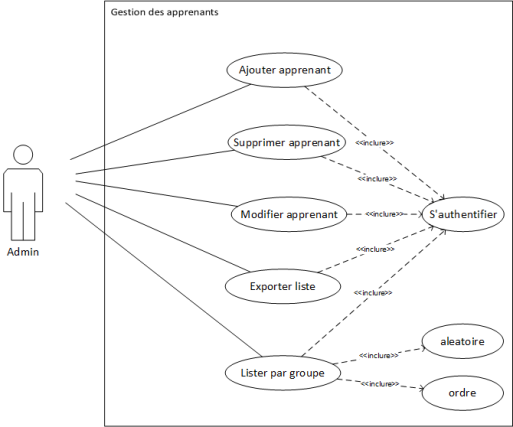 Gestion des apprenants
Ajouter apprenant
<<inclure>>
Supprimer apprenant
<<inclure>>
Modifier apprenant
<<inclure>>
S'authentifier
Admin
<<inclure>>
Exporter liste
<<inclure>>
aleatoire
<<inclure>>
Lister par groupe
<<inclure>>
ordre